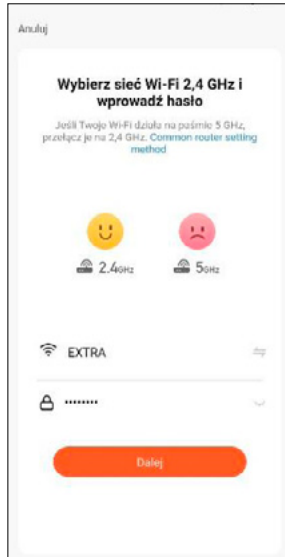 Anuluj
Wybierz sieć Wi-Fi 2,4 GHz i
wprowadź hasło
Jeśli Twoje Wi-Fi działa na paśmie 5 GHz,
przełącz je na 2,4 GHz. Common router setting
method
2.4GHz 5GHz
EXTRA
••••••••
Dalej